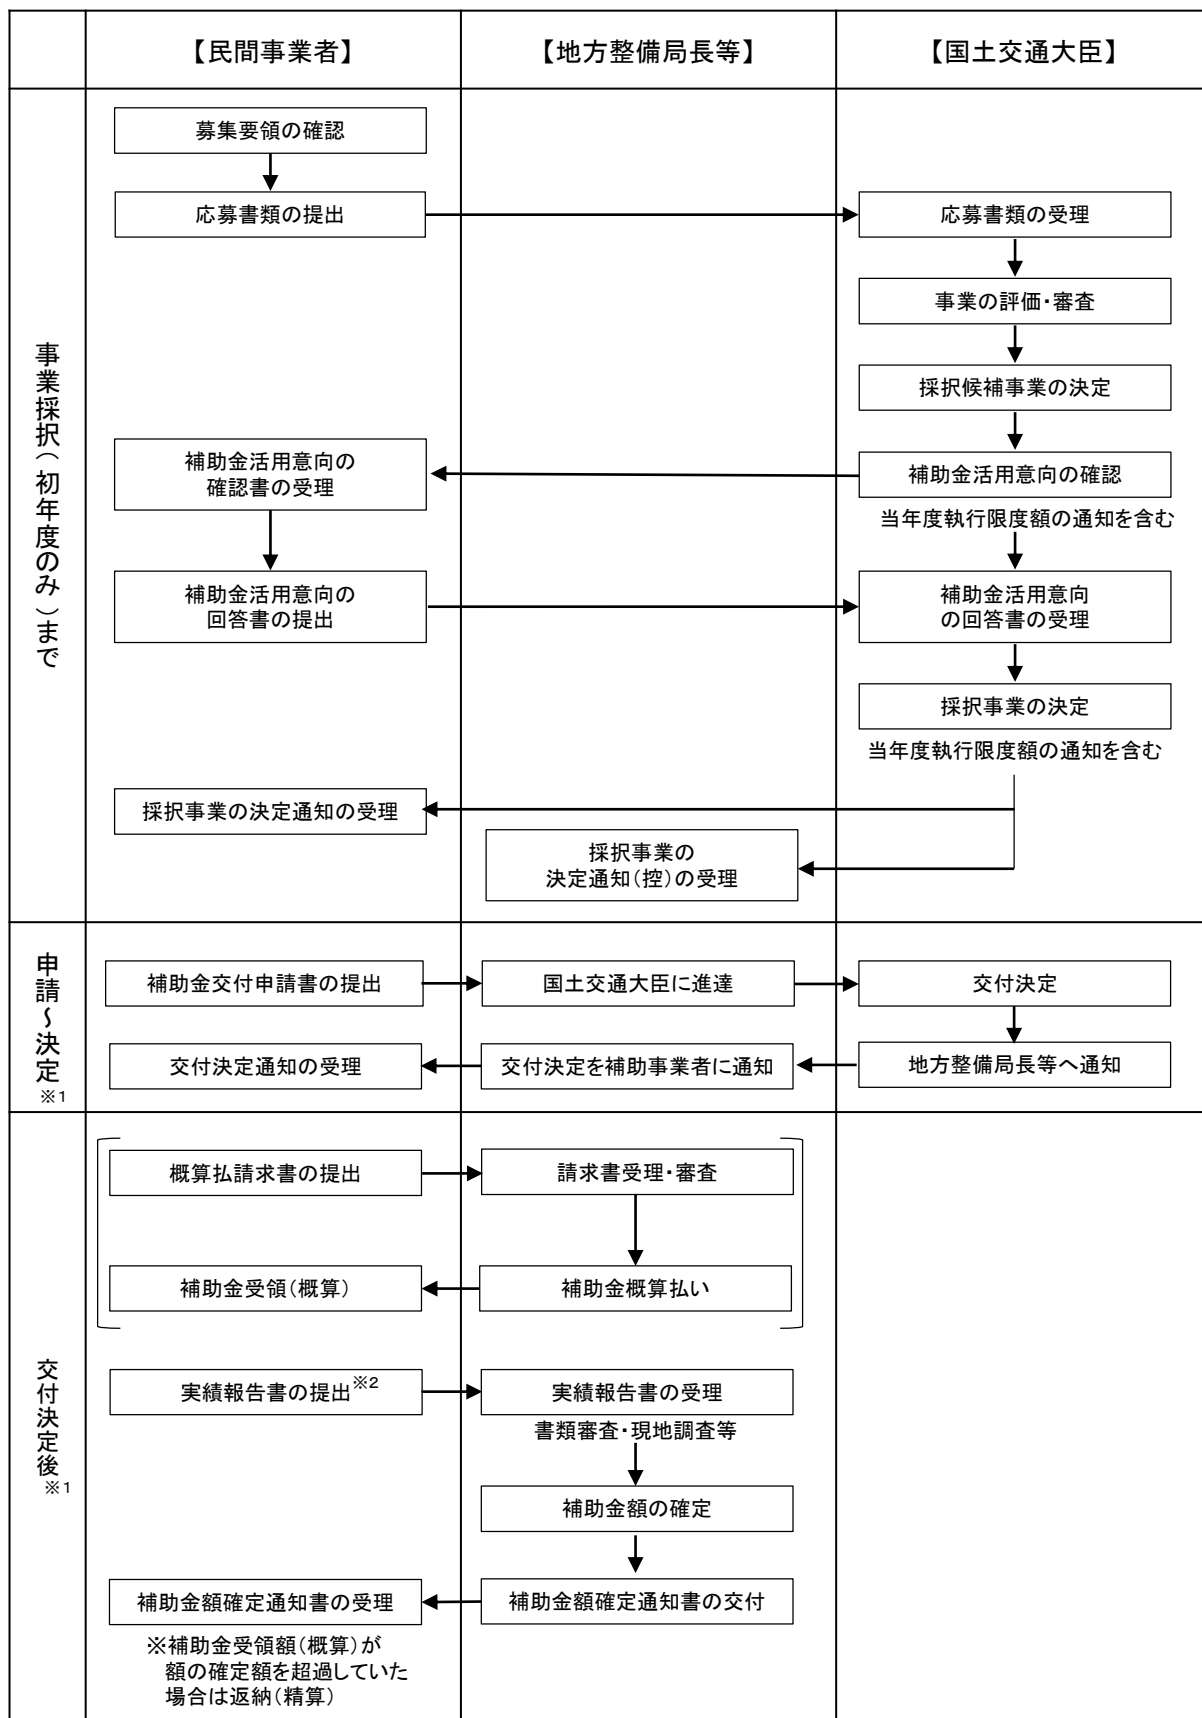 【民間事業者】
【地方整備局長等】
【国土交通大臣】
事業採択（初年度のみ）まで
募集要領の確認
応募書類の提出
応募書類の受理
事業の評価・審査
採択候補事業の決定
補助金活用意向の
確認書の受理
補助金活用意向の確認
当年度執行限度額の通知を含む
補助金活用意向の
回答書の提出
補助金活用意向
の回答書の受理
採択事業の決定
当年度執行限度額の通知を含む
採択事業の決定通知の受理
採択事業の
決定通知（控）の受理
申請～決定
※1
補助金交付申請書の提出
国土交通大臣に進達
交付決定
交付決定通知の受理
交付決定を補助事業者に通知
地方整備局長等へ通知
交付決定後
※1
概算払請求書の提出
請求書受理・審査
補助金受領（概算）
補助金概算払い
実績報告書の提出※2
実績報告書の受理
書類審査・現地調査等
補助金額の確定
補助金額確定通知書の受理
補助金額確定通知書の交付
※補助金受領額（概算）が
額の確定額を超過していた
場合は返納（精算）